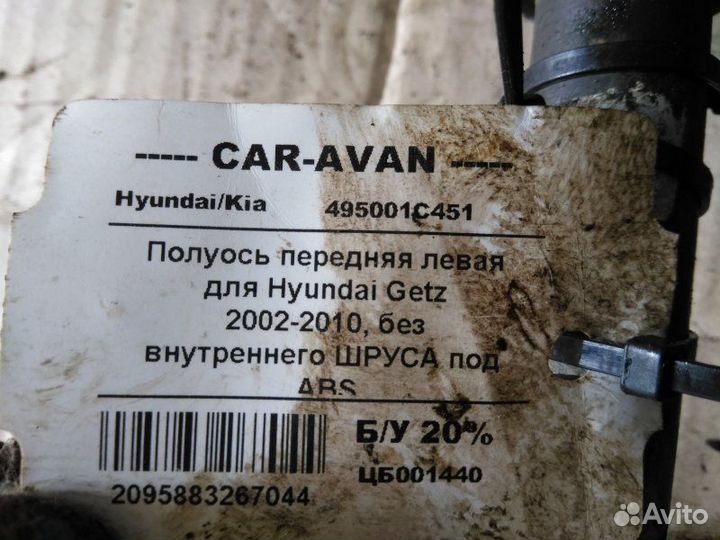 ----- CAR-AVAN -----
Hyundai/Kia 495001C451
Полуось передняя левая
для Hyundai Getz
2002-2010, без
внутреннего ШРУСА под
ABS
Б/У 20%
ЦБ001440
2095883267044
Avito